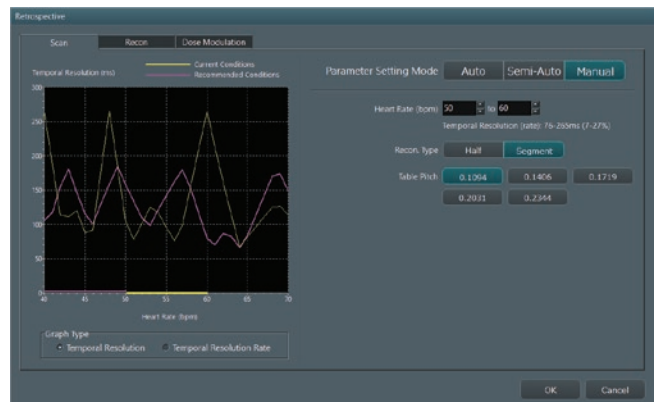 Retrospective
Scan Recon Dose Modulation
Temporal Resolution (ms)
Current Conditions
Recommended Conditions
300
250
200
150
100
50
0
40 45 50 55 60 65 70
Heart Rate (bpm)
Graph Type
Temporal Resolution Temporal Resolution Rate
Parameter Setting Mode Auto Semi-Auto Manual
Heart Rate (bpm) 50 to 60
Temporal Resolution (rate): 76-265ms (7-27%)
Recon. Type Half Segment
Table Pitch 0.1094 0.1406 0.1719
0.2031 0.2344
OK Cancel